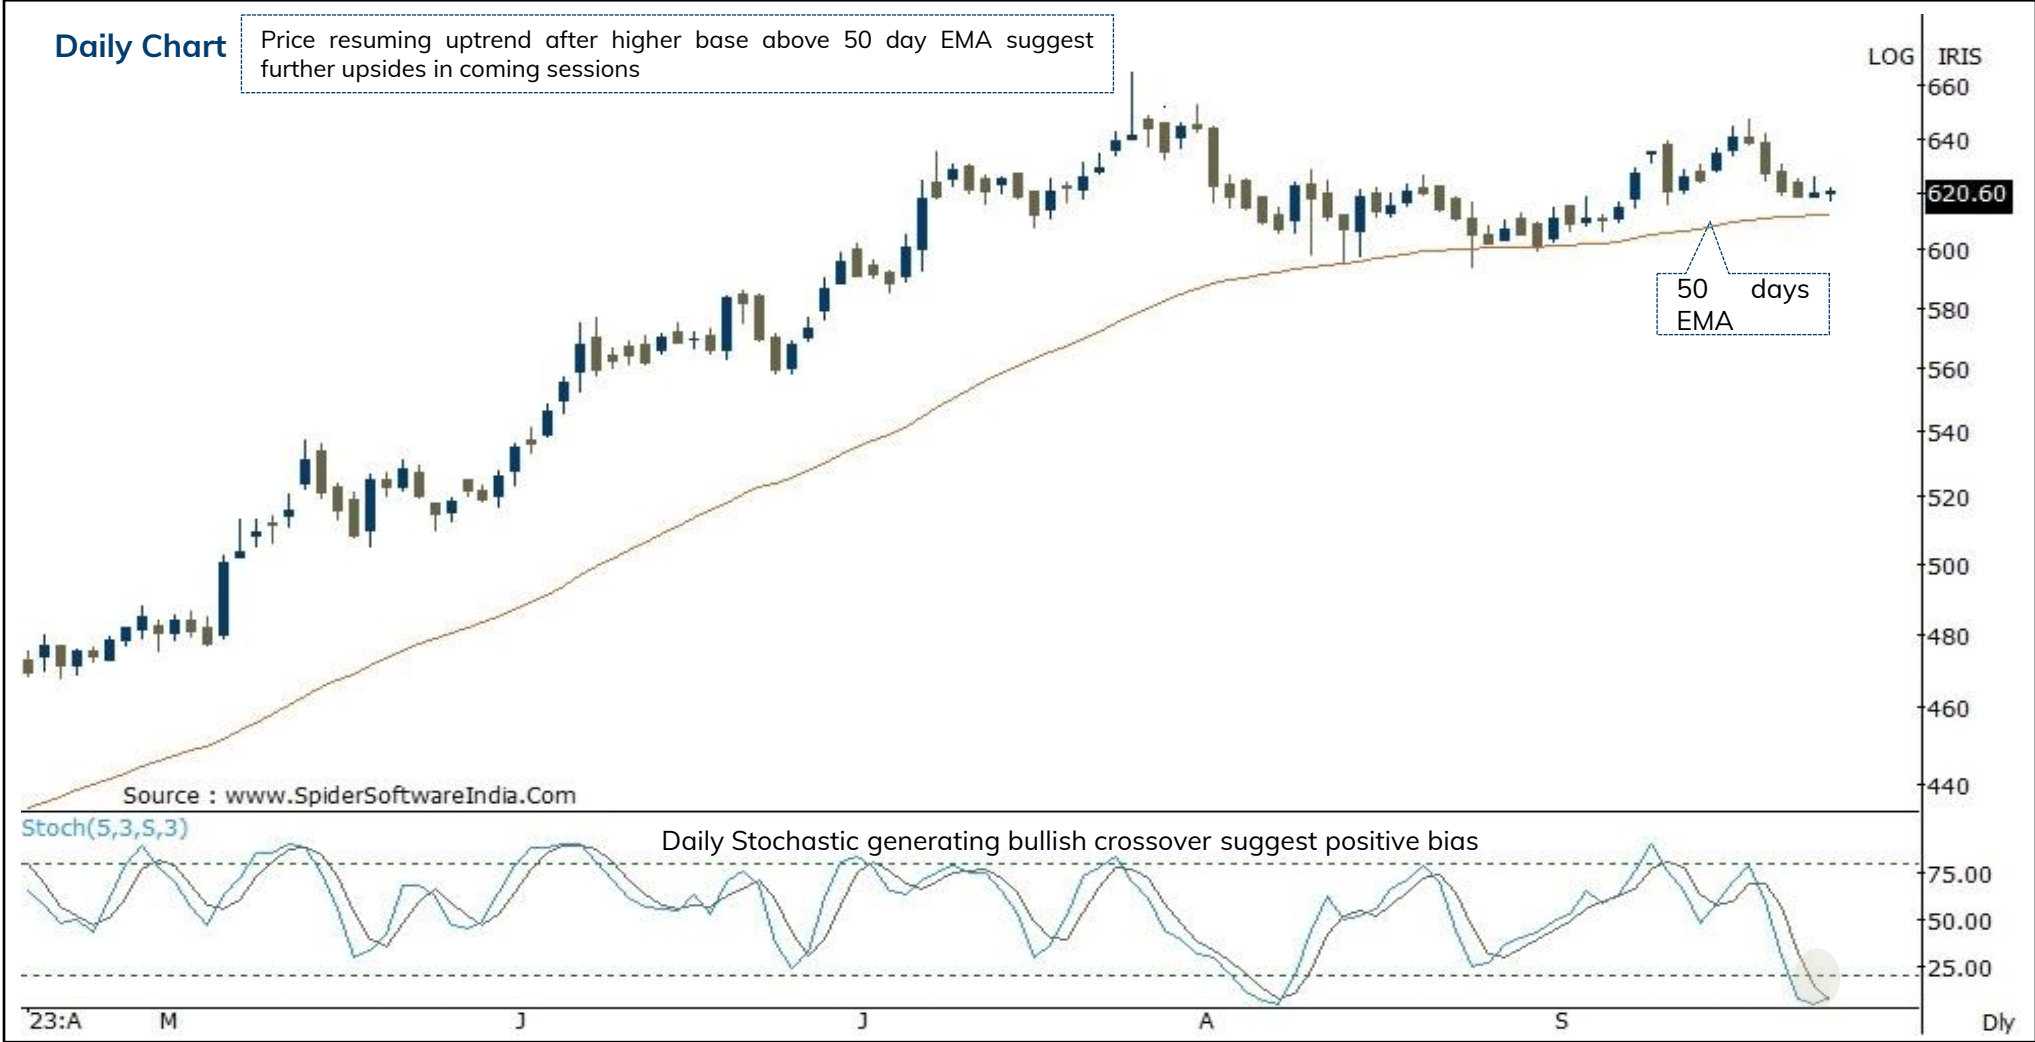 Daily Chart
Price resuming uptrend after higher base above 50 day EMA suggest
further upsides in coming sessions
LOG IRIS
660
640
620.60
600
50 days
EMA
580
560
540
520
500
480
460
440
Source : www.SpiderSoftwareIndia.Com
Stoch(5,3,S,3)
Daily Stochastic generating bullish crossover suggest positive bias
75.00
50.00
25.00
'23:A M J J A S Dly